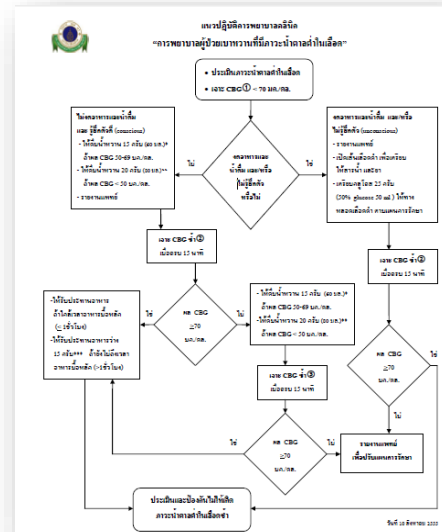 แนวปฏิบัติการพยาบาลคลินิก
“การพยาบาลผู้ป่วยเบาหวานที่มีภาวะน้ำตาลต่ำในเลือด”
• ประเมินภาวะน้ำตาลต่ำในเลือด
• เจาะ CBG① < 70 มก./ดล.
ไม่งดอาหารและน้ำดื่ม
และ รู้สึกตัวดี (conscious)
- ให้ดื่มน้ำหวาน 15 ครัม (60 มล.)*
ถ้าผล CBG 50-69 มก./ดล.
- ให้ดื่มน้ำหวาน 20 ครัม (80 มล.)**
ถ้าผล CBG < 50 มก./ดล.
- รายงานแพทย์
ไม่
งดอาหารและ
น้ำดื่ม และ/หรือ
ไม่รู้สึกตัว
หรือไม่
ใช่
งดอาหารและน้ำดื่ม และ/หรือ
ไม่รู้สึกตัว (unconscious)
- รายงานแพทย์
- เปิดเส้นเลือดดำ เพื่อเตรียม
ให้สารน้ำ และยา
- เตรียมกลูโคส 25 ครัม
(50% glucose 50 ml.) ให้ทาง
หลอดเลือดดำ ตามแผนการรักษา
เจาะ CBG ซ้ำ②
เมื่อครบ 15 นาที
เจาะ CBG ซ้ำ②
เมื่อครบ 15 นาที
-ให้รับประทานอาหาร
ถ้าใกล้เวลาอาหารมื้อหลัก
(< 1ชั่วโมง)
-ให้รับประทานอาหารว่าง
15 ครัม*** ถ้ายังไม่ถึงเวลา
อาหารมื้อหลัก (>1ชั่วโมง)
ใช่
ผล CBG
≥70
มก./ดล.
ไม่
-ให้ดื่มน้ำหวาน 15 ครัม (60 มล.)*
ถ้าผล CBG 50-69 มก./ดล.
-ให้ดื่มน้ำหวาน 20 ครัม (80 มล.)**
ถ้าผล CBG < 50 มก./ดล.
เจาะ CBG ซ้ำ③
เมื่อครบ 15 นาที
ผล CBG
≥70
มก./ดล.
ใช่
ไม่
ใช่
ผล CBG
≥70
มก./ดล.
ไม่
รายงานแพทย์
เพื่อปรับแผนการรักษา
ประเมินและป้องกันไม่ให้เกิด
ภาวะน้ำตาลต่ำในเลือดซ้ำ
วันที่ 10 สิงหาคม 2555